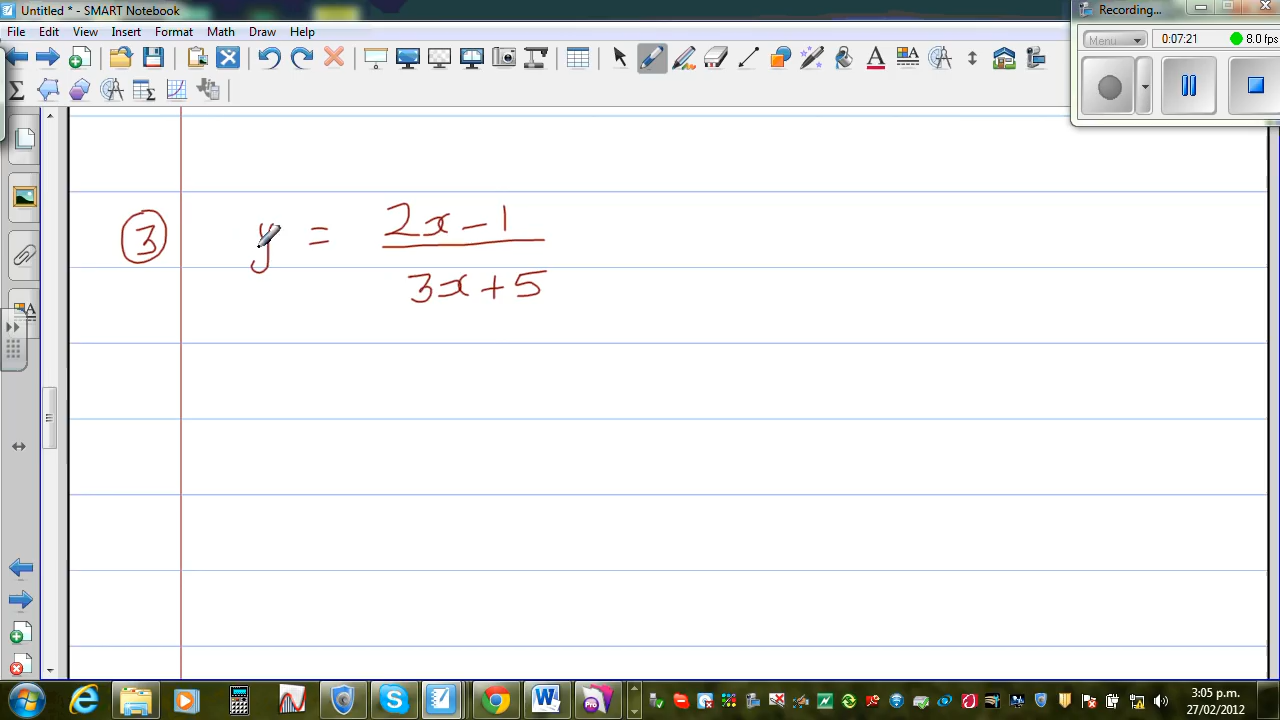 Untitled * - SMART Notebook
Recording...
File Edit View Insert Format Math Draw Help
Menu
0:07:21
8.0 fps
③ y = 2x - 1
3x + 5
3:05 p.m.
27/02/2012